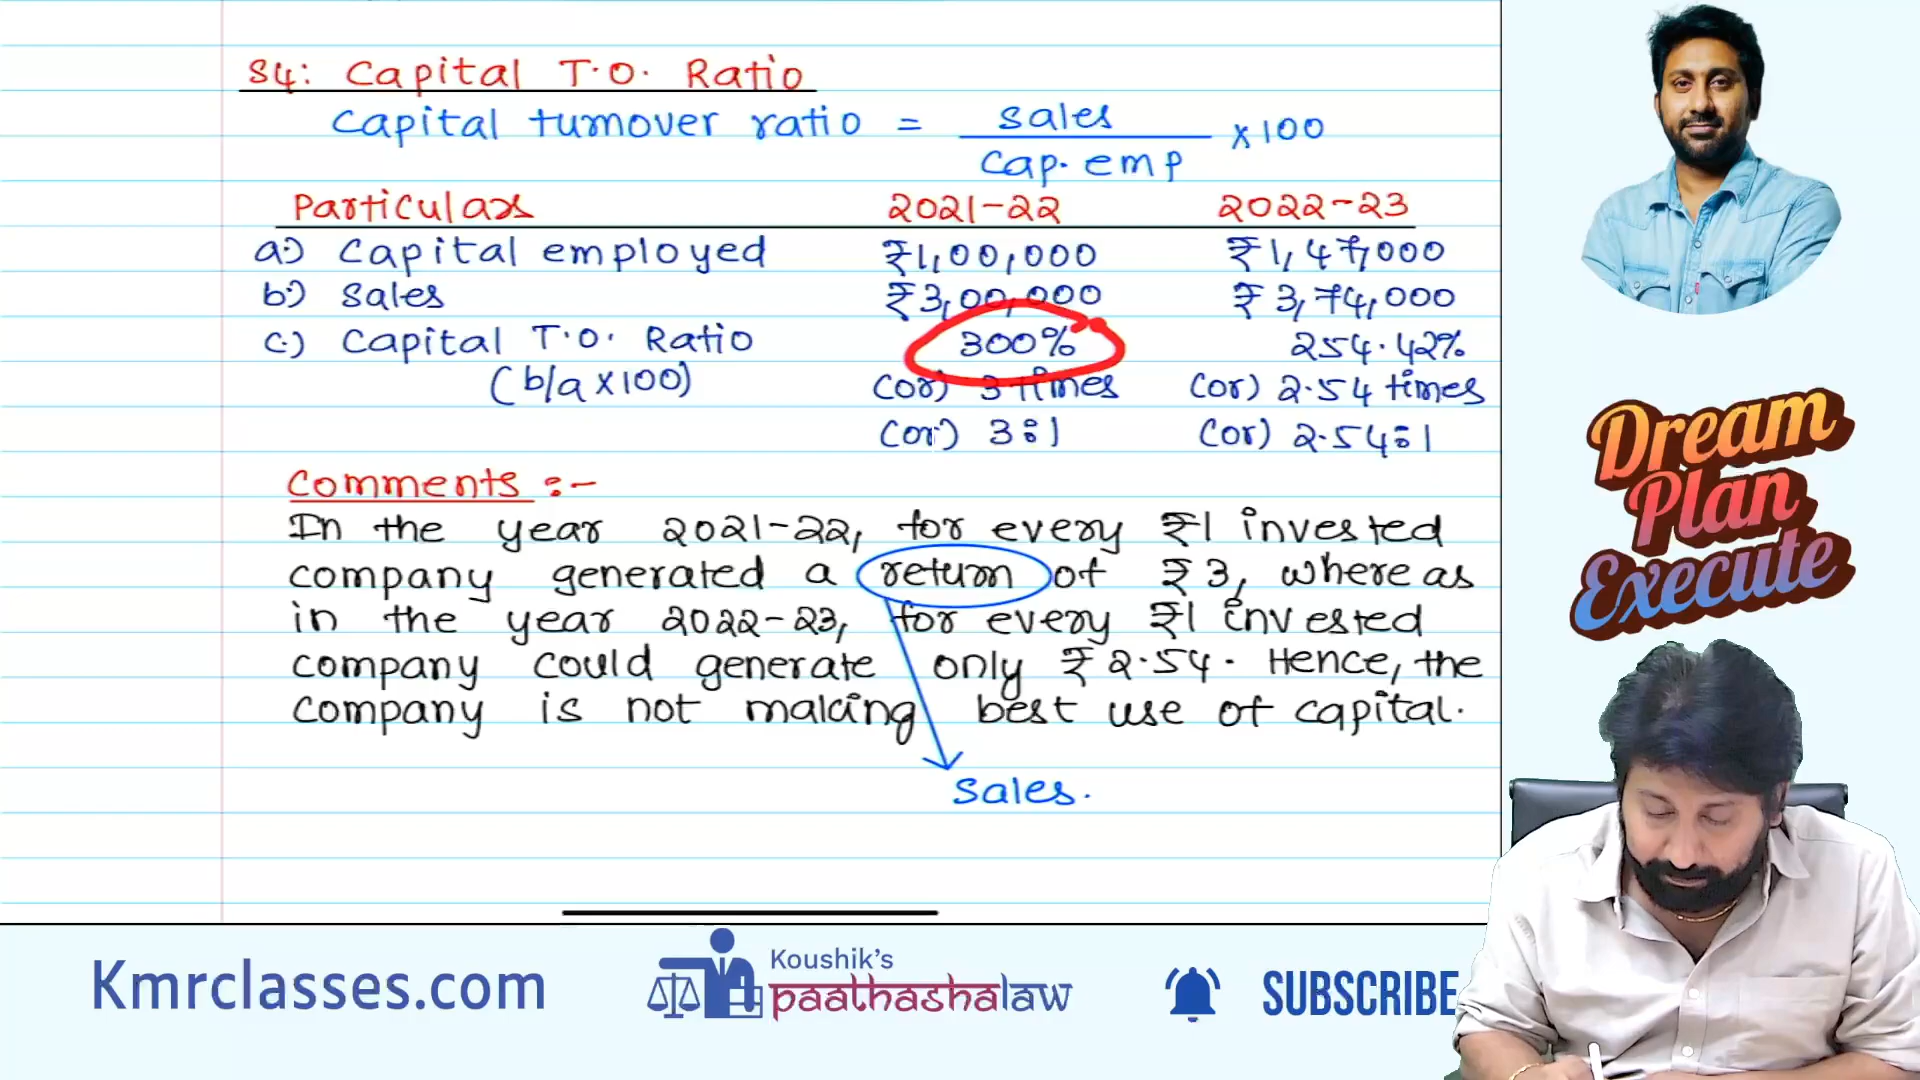 S4: Capital T.O. Ratio
Capital turnover ratio = Sales / Cap. emp × 100
Particulars 2021-22 2022-23
a.) Capital employed ₹1,00,000 ₹1,47,000
b.) Sales ₹3,00,000 ₹3,74,000
c.) Capital T.O. Ratio 300% 254.42%
(b/a×100) (or) 3 times (or) 2.54 times
(or) 3:1 (or) 2.54:1
Comments :-
In the year 2021-22, for every ₹1 invested
company generated a return of ₹3, where as
in the year 2022-23, for every ₹1 invested
company could generate only ₹2.54. Hence, the
company is not making best use of capital.
Sales.
Dream
Plan
Execute
Kmrclasses.com
Koushik's
paathashalaw
SUBSCRIBE